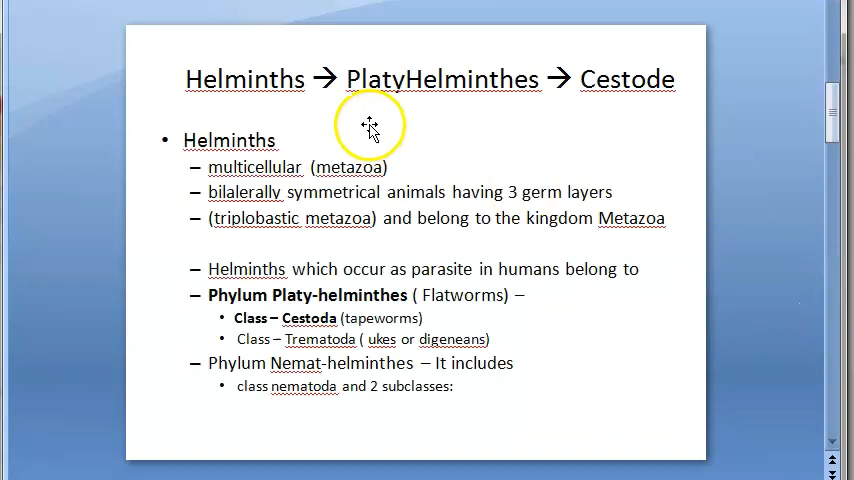 Helminths → PlatyHelminthes → Cestode
• Helminths
– multicellular (metazoa)
– bilalerally symmetrical animals having 3 germ layers
– (triplobastic metazoa) and belong to the kingdom Metazoa
– Helminths which occur as parasite in humans belong to
– Phylum Platy-helminthes ( Flatworms) –
• Class – Cestoda (tapeworms)
• Class – Trematoda ( ukes or digeneans)
– Phylum Nemat-helminthes – It includes
• class nematoda and 2 subclasses: